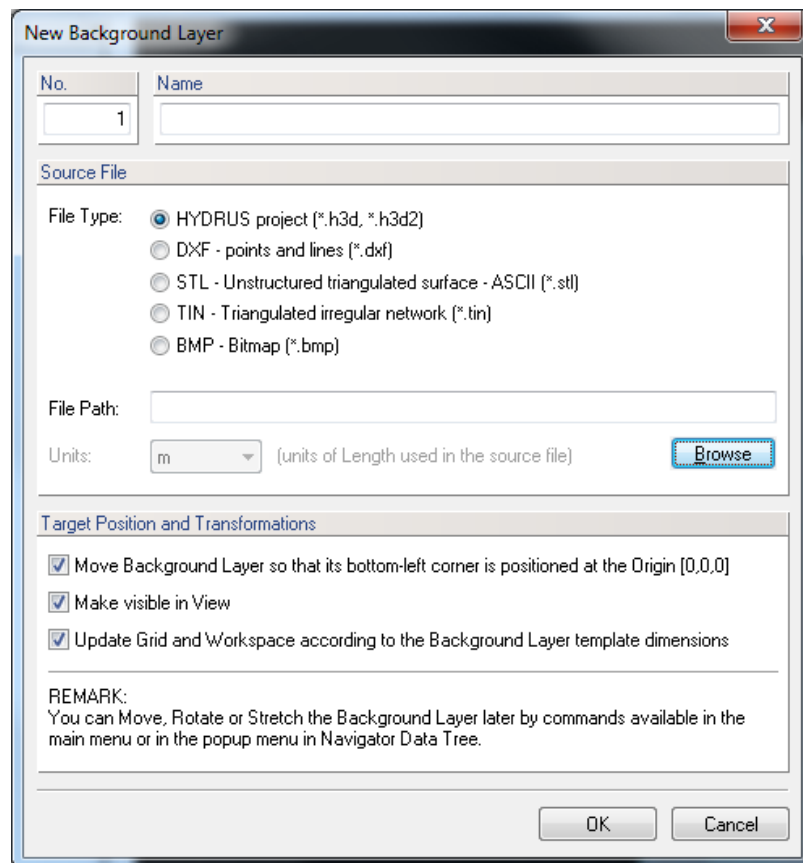 New Background Layer
No.
Name
1
Source File
File Type:
HYDRUS project (*.h3d, *.h3d2)
DXF - points and lines (*.dxf)
STL - Unstructured triangulated surface - ASCII (*.stl)
TIN - Triangulated irregular network (*.tin)
BMP - Bitmap (*.bmp)
File Path:
Units:
m
(units of Length used in the source file)
Browse
Target Position and Transformations
Move Background Layer so that its bottom-left corner is positioned at the Origin [0,0,0]
Make visible in View
Update Grid and Workspace according to the Background Layer template dimensions
REMARK:
You can Move, Rotate or Stretch the Background Layer later by commands available in the
main menu or in the popup menu in Navigator Data Tree.
OK
Cancel